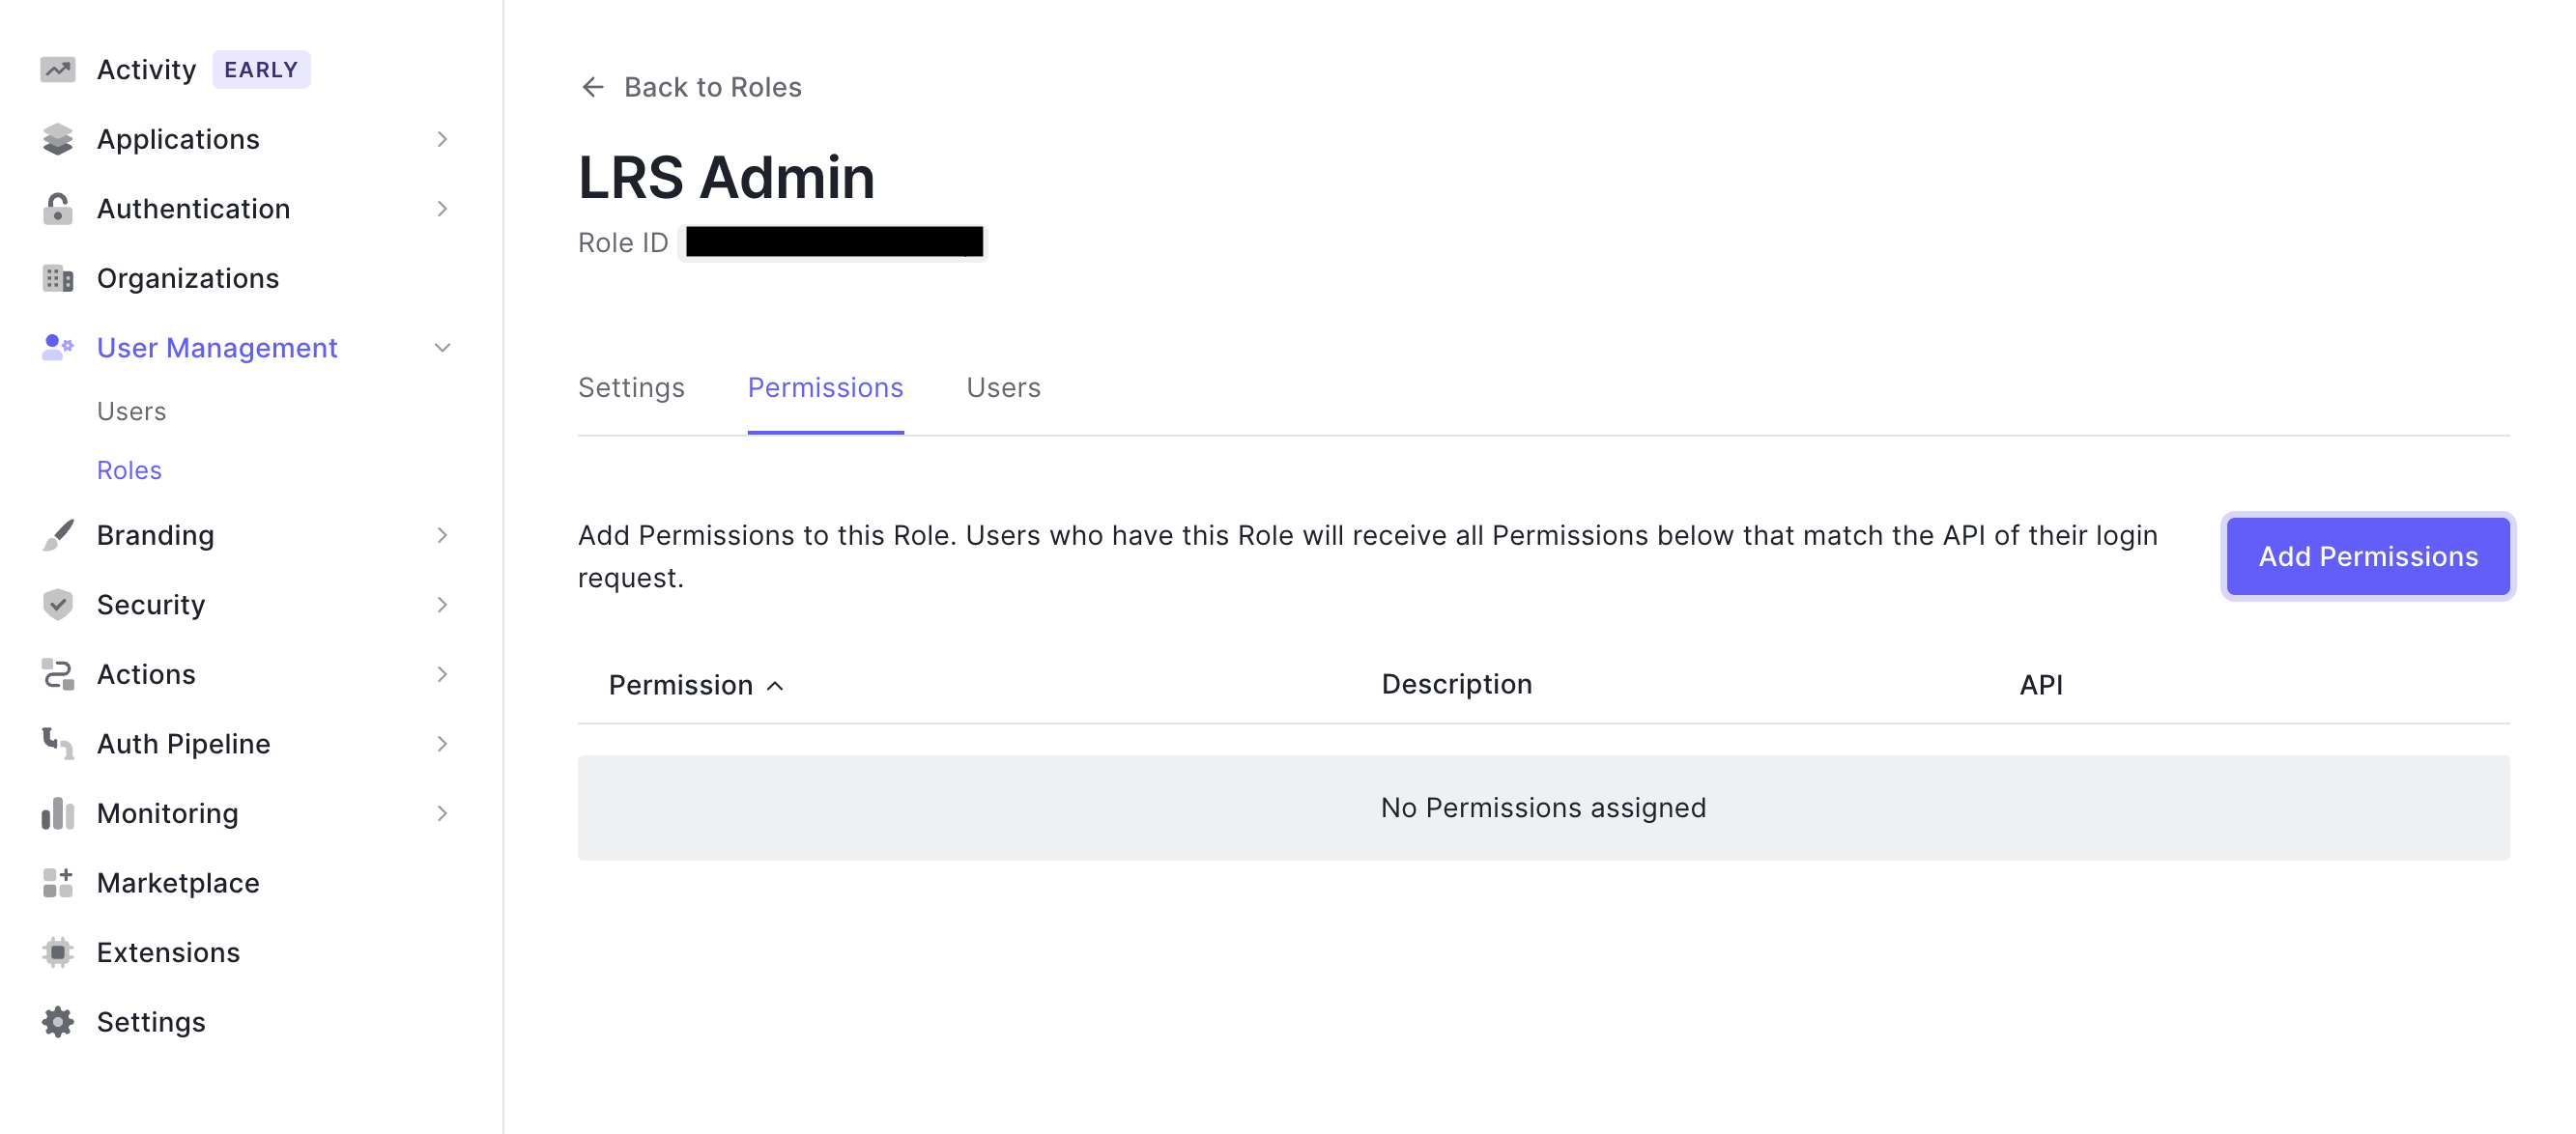 Activity EARLY
Applications
Authentication
Organizations
User Management
Users
Roles
Branding
Security
Actions
Auth Pipeline
Monitoring
Marketplace
Extensions
Settings
Back to Roles
LRS Admin
Role ID
Settings Permissions Users
Add Permissions to this Role. Users who have this Role will receive all Permissions below that match the API of their login
request.
Add Permissions
Permission Description API
No Permissions assigned